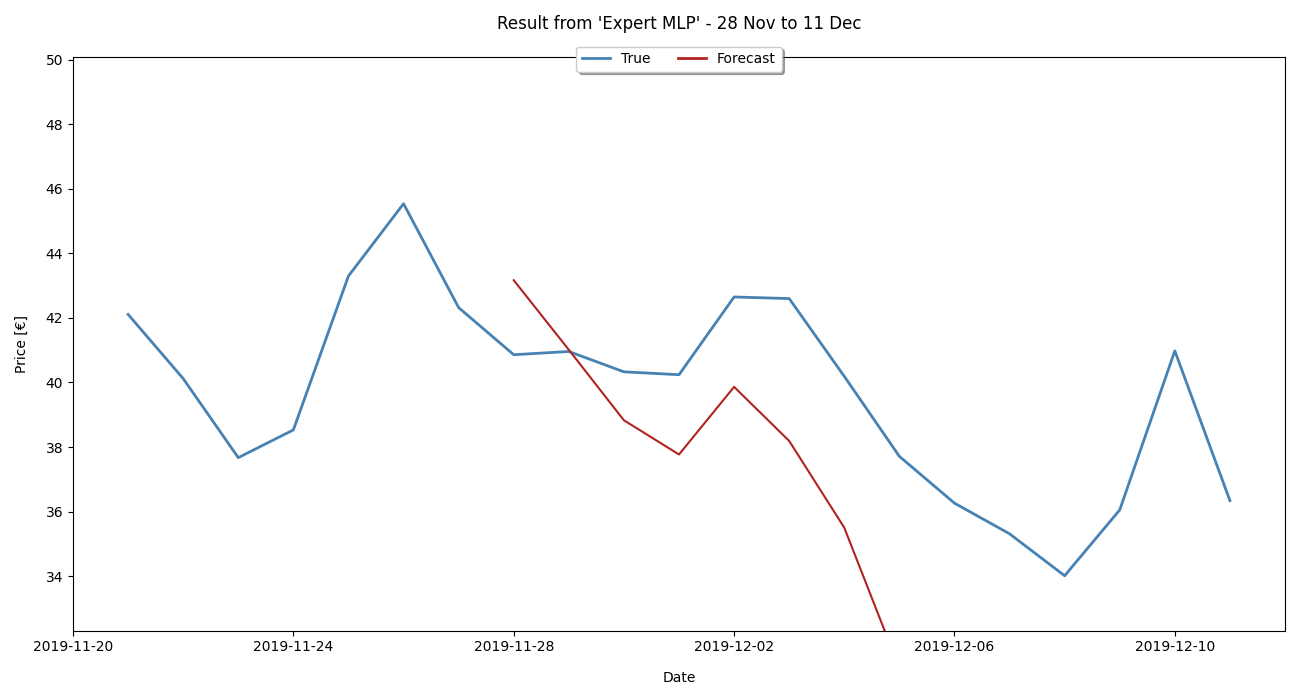 Result from 'Expert MLP' - 28 Nov to 11 Dec
True Forecast
50
48
46
44
42
40
38
36
34
Price [€]
2019-11-20 2019-11-24 2019-11-28 2019-12-02 2019-12-06 2019-12-10
Date